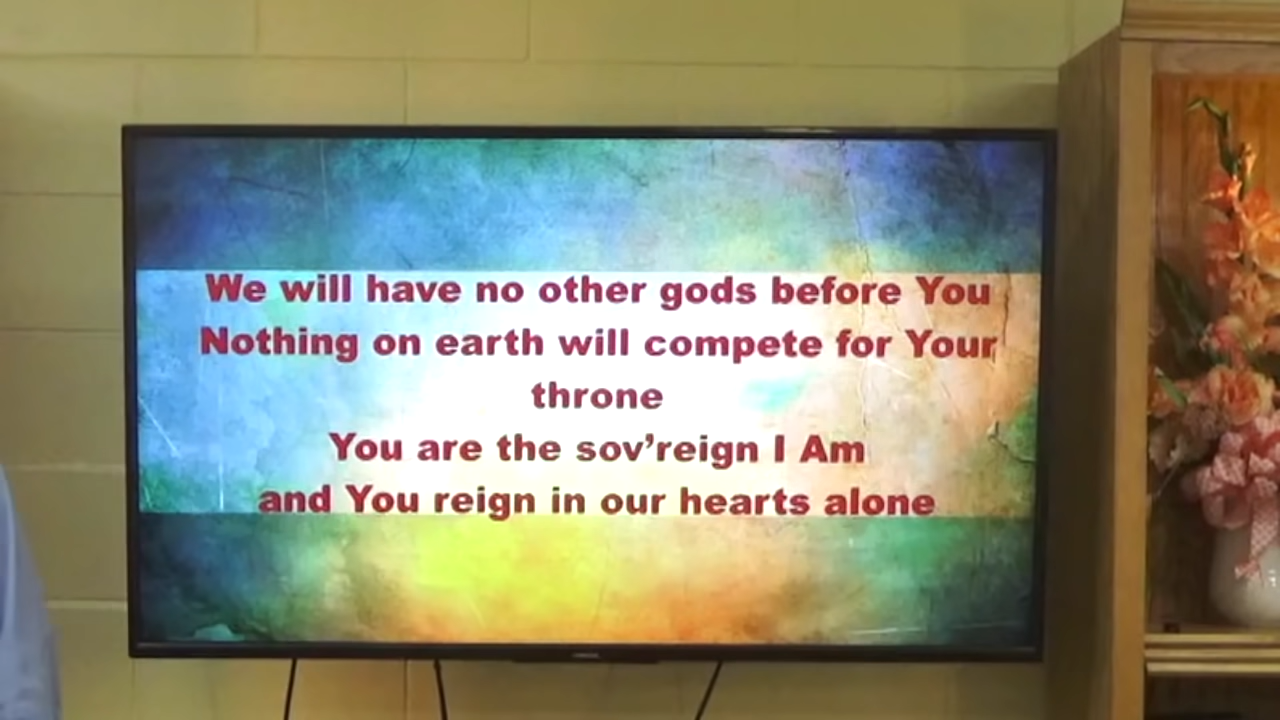 We will have no other gods before You
Nothing on earth will compete for Your
throne
You are the sov’reign I Am
and You reign in our hearts alone